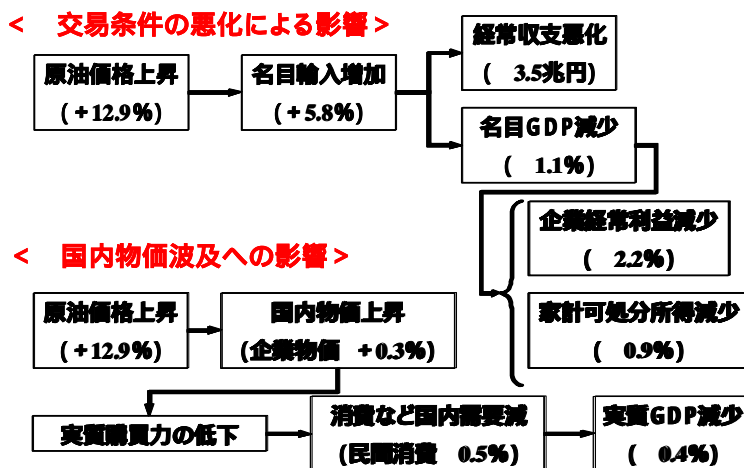 < 交易条件の悪化による影響>
原油価格上昇
(+12.9%)
名目輸入増加
(+5.8%)
経常収支悪化
( 3.5兆円)
名目GDP減少
( 1.1%)
企業経常利益減少
( 2.2%)
家計可処分所得減少
( 0.9%)
< 国内物価波及への影響>
原油価格上昇
(+12.9%)
国内物価上昇
(企業物価 +0.3%)
実質購買力の低下
消費など国内需要減
(民間消費 0.5%)
実質GDP減少
( 0.4%)